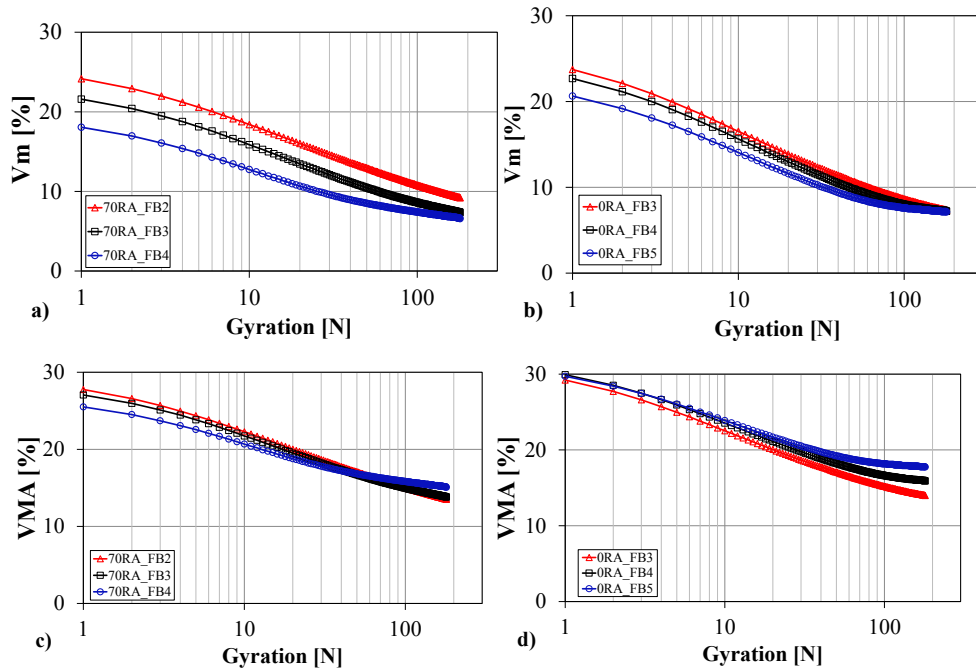 30
20
10
0
Vm [%]
70RA_FB2
70RA_FB3
70RA_FB4
1
10
100
a)
Gyration [N]
30
20
10
0
Vm [%]
0RA_FB3
0RA_FB4
0RA_FB5
1
10
100
b)
Gyration [N]
30
20
10
0
VMA [%]
70RA_FB2
70RA_FB3
70RA_FB4
1
10
100
c)
Gyration [N]
30
20
10
0
VMA [%]
0RA_FB3
0RA_FB4
0RA_FB5
1
10
100
d)
Gyration [N]